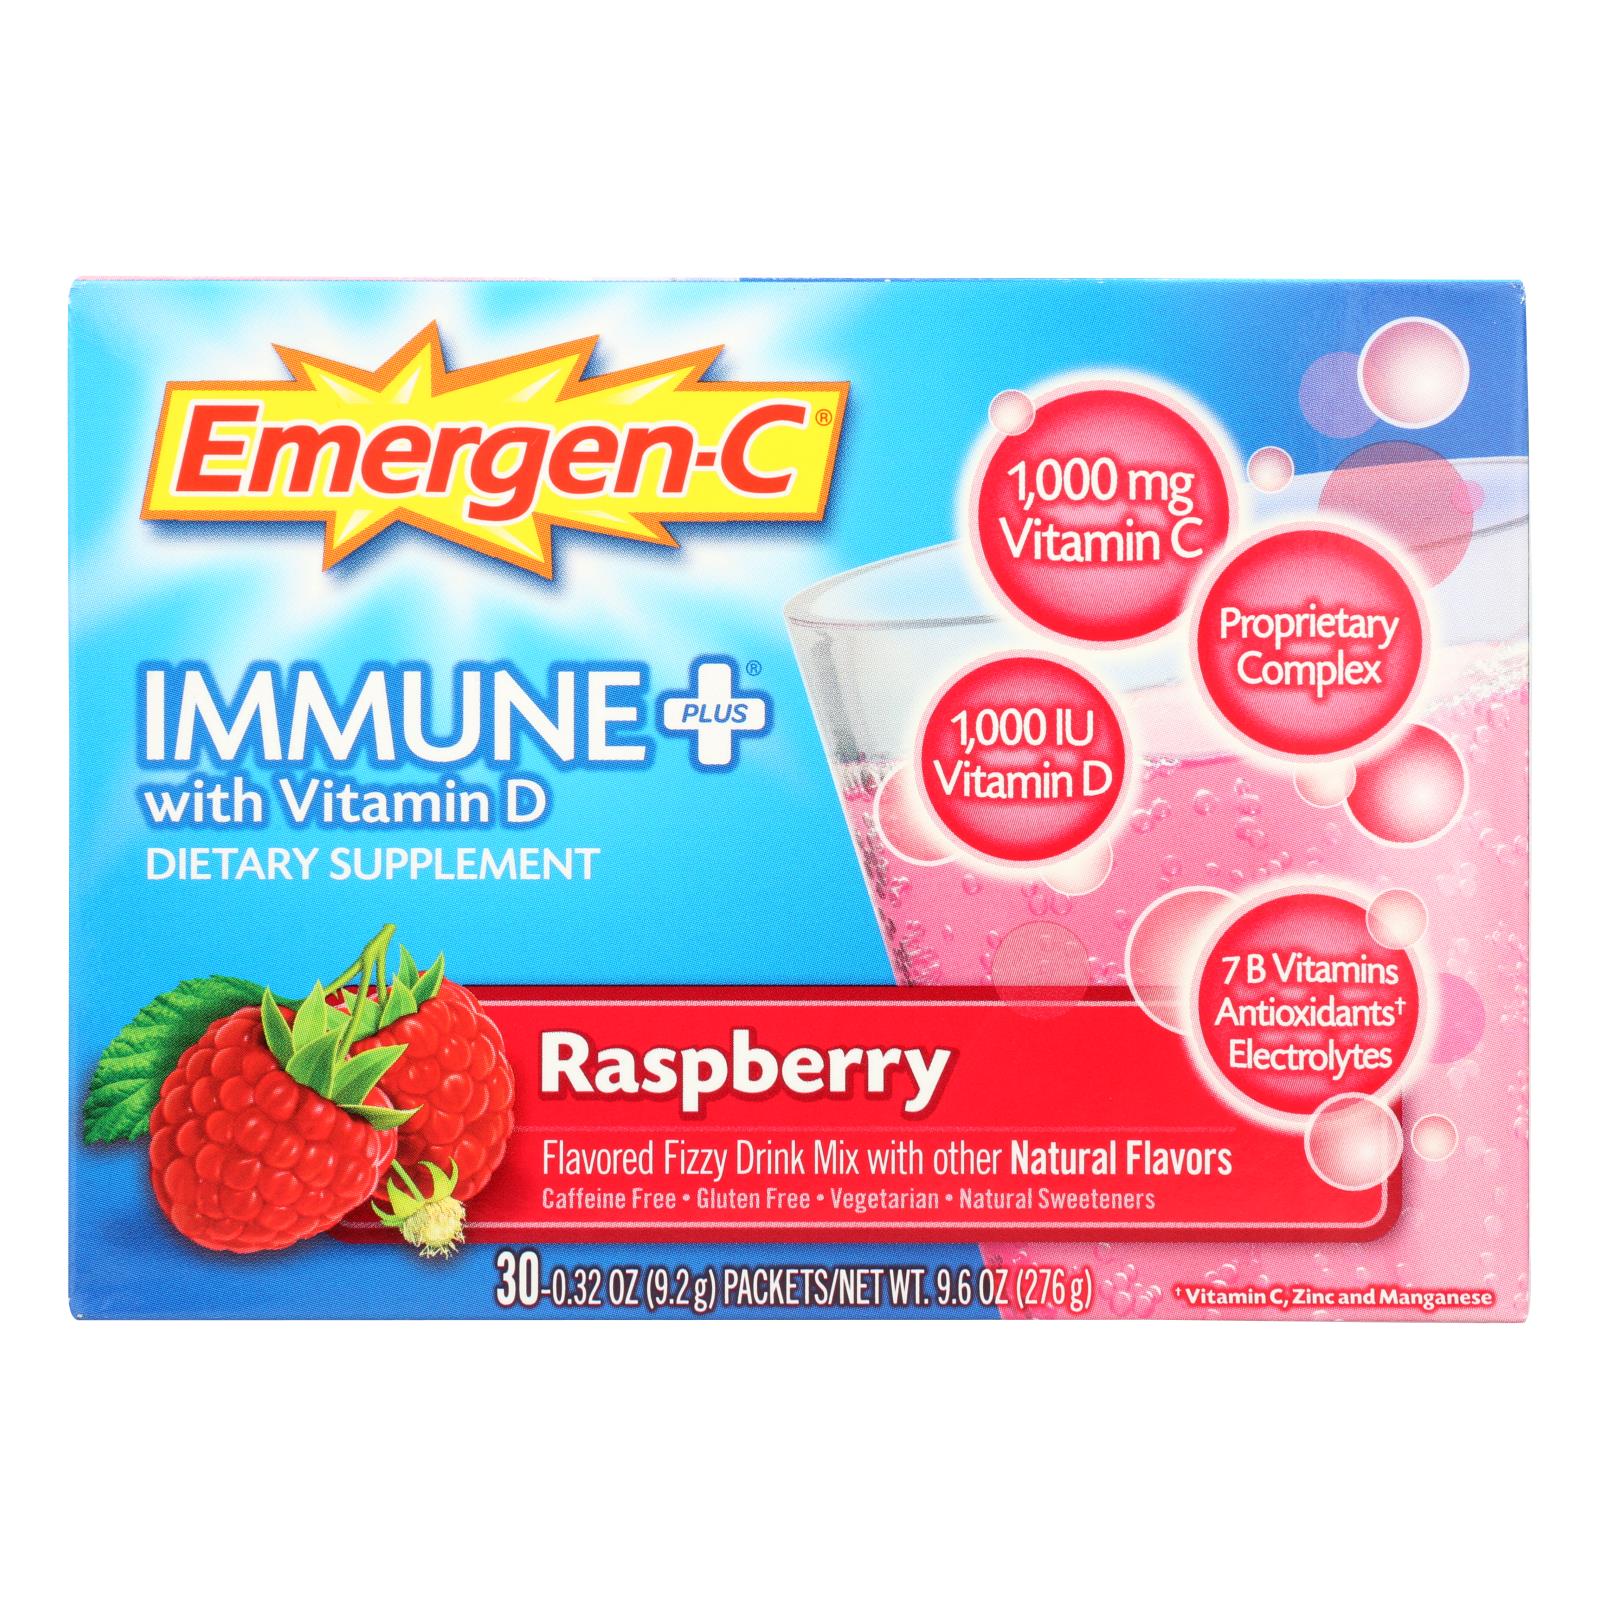 Emergen-C®
IMMUNE+®
PLUS
with Vitamin D
DIETARY SUPPLEMENT
1,000 mg
Vitamin C
Proprietary
Complex
1,000 IU
Vitamin D
7 B Vitamins
Antioxidants†
Electrolytes
Raspberry
Flavored Fizzy Drink Mix with other Natural Flavors
Caffeine Free • Gluten Free • Vegetarian • Natural Sweeteners
30-0.32 OZ (9.2 g) PACKETS/NET WT. 9.6 OZ (276 g)
† Vitamin C, Zinc and Manganese